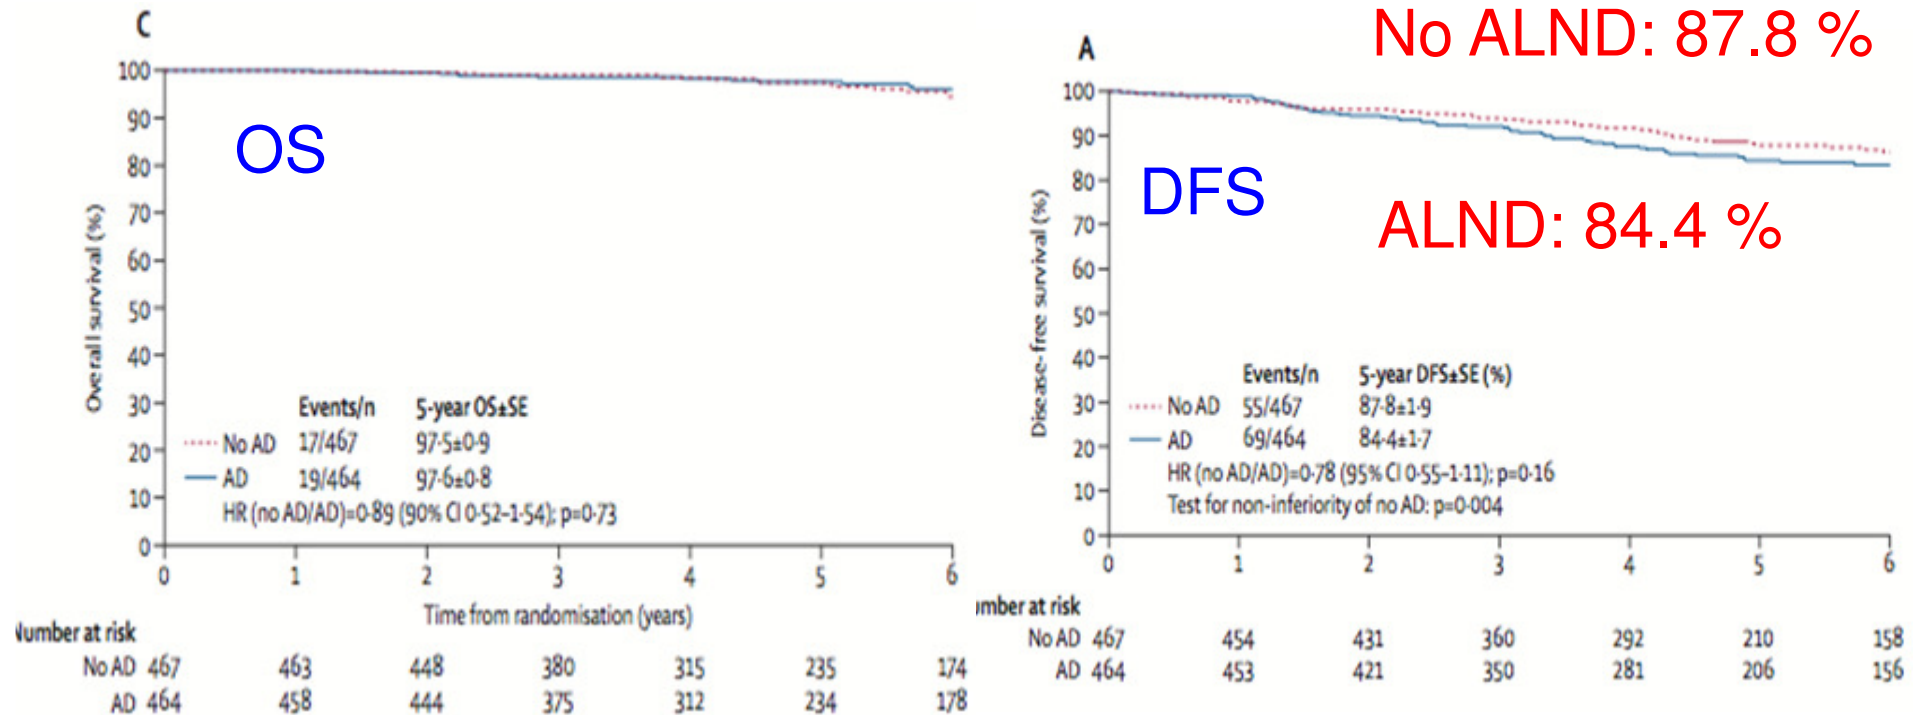 C
100
90
80
70
60
50
40
30
20
10
0
Overall survival (%)
OS
Events/n 5-year OS±SE
No AD 17/467 97·5±0·9
AD 19/464 97·6±0·8
HR (no AD/AD)=0·89 (90% CI 0·52–1·54); p=0·73
0 1 2 3 4 5 6
Time from randomisation (years)
Number at risk
No AD 467 463 448 380 315 235 174
AD 464 458 444 375 312 234 178
No ALND: 87.8 %
A
100
90
80
70
60
50
40
30
20
10
0
Disease-free survival (%)
DFS
ALND: 84.4 %
Events/n 5-year DFS±SE (%)
No AD 55/467 87·8±1·9
AD 69/464 84·4±1·7
HR (no AD/AD)=0·78 (95% CI 0·55–1·11); p=0·16
Test for non-inferiority of no AD: p=0·004
0 1 2 3 4 5 6
umber at risk
No AD 467 454 431 360 292 210 158
AD 464 453 421 350 281 206 156